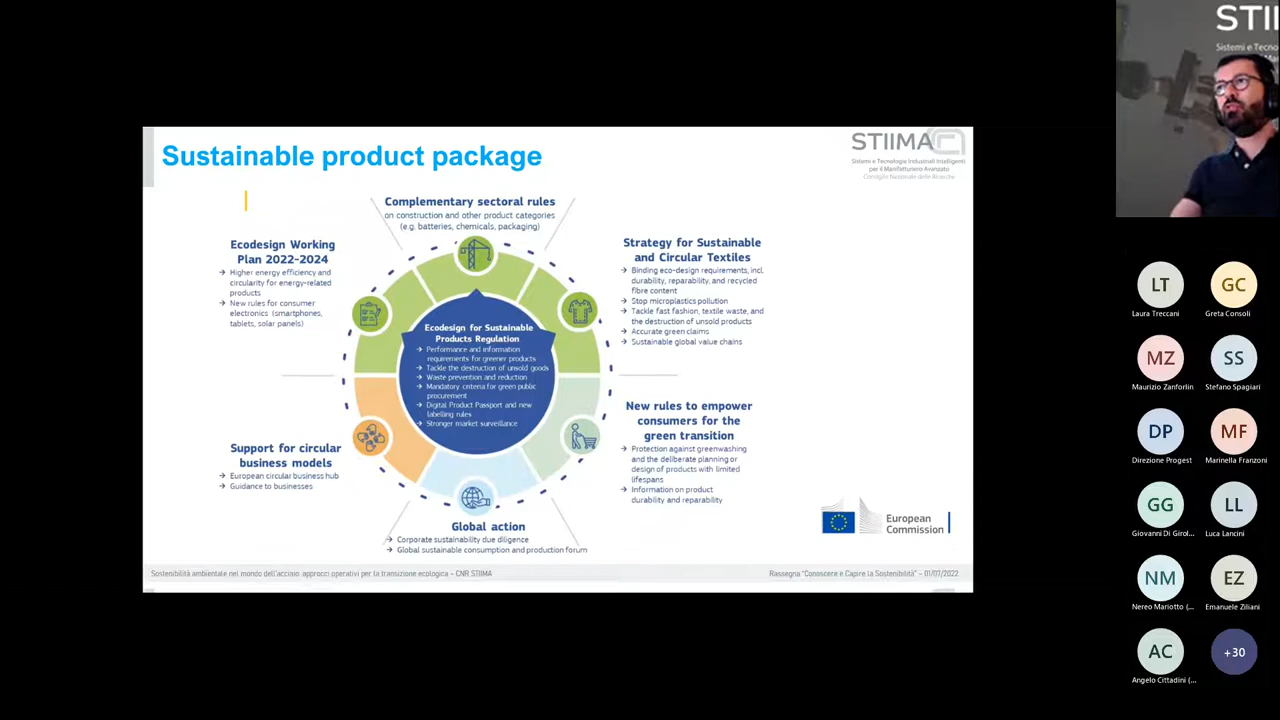 Sustainable product package
STIIMA
Sistemi e Tecnologie Industriali Intelligenti
per il Manifatturiero Avanzato
Consiglio Nazionale delle Ricerche
Complementary sectoral rules
on construction and other product categories
(e.g. batteries, chemicals, packaging)
Ecodesign Working
Plan 2022-2024
→ Higher energy efficiency and
circularity for energy-related
products
→ New rules for consumer
electronics (smartphones,
tablets, solar panels)
Strategy for Sustainable
and Circular Textiles
→ Binding eco-design requirements, incl.
durability, reparability, and recycled
fibre content
→ Stop microplastics pollution
→ Tackle fast fashion, textile waste, and
the destruction of unsold products
→ Accurate green claims
→ Sustainable global value chains
Ecodesign for Sustainable
Products Regulation
→ Performance and information
requirements for greener products
→ Tackle the destruction of unsold goods
→ Waste prevention and reduction
→ Mandatory criteria for green public
procurement
→ Digital Product Passport and new
labelling rules
→ Stronger market surveillance
Support for circular
business models
→ European circular business hub
→ Guidance to businesses
New rules to empower
consumers for the
green transition
→ Protection against greenwashing
and the deliberate planning or
design of products with limited
lifespans
→ Information on product
durability and reparability
Global action
→ Corporate sustainability due diligence
→ Global sustainable consumption and production forum
European
Commission
Sostenibilità ambientale nel mondo dell'acciaio: approcci operativi per la transizione ecologica – CNR STIIMA
Rassegna "Conoscere e Capire la Sostenibilità" – 01/07/2022
STII
Sistemi e Tecno
LT
Laura Treccani
GC
Greta Consoli
MZ
Maurizio Zanforlin
SS
Stefano Spagiari
DP
Direzione Progest
MF
Marinella Franzoni
GG
Giovanni Di Girol...
LL
Luca Lancini
NM
Nereo Mariotto (...
EZ
Emanuele Ziliani
AC
Angelo Cittadini (...
+30